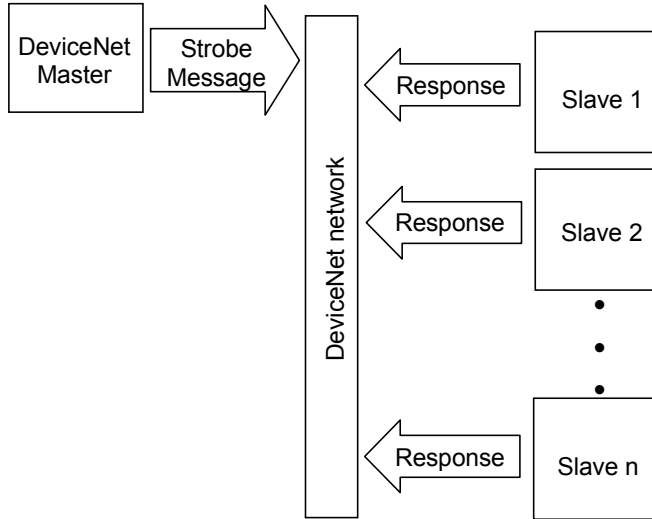 DeviceNet
Master
Strobe
Message
DeviceNet network
Response
Slave 1
Response
Slave 2
Response
Slave n